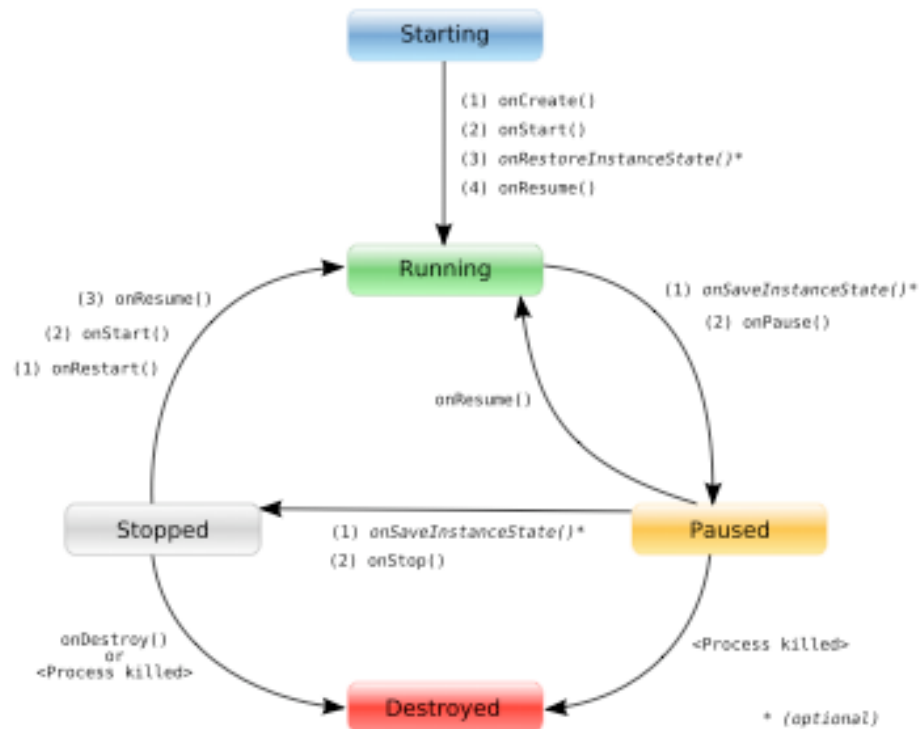 Starting
(1) onCreate()
(2) onStart()
(3) onRestoreInstanceState()*
(4) onResume()
Running
(3) onResume()
(2) onStart()
(1) onRestart()
(1) onSaveInstanceState()*
(2) onPause()
onResume()
Stopped
Paused
(1) onSaveInstanceState()*
(2) onStop()
onDestroy()
or
<Process killed>
<Process killed>
Destroyed
* (optional)